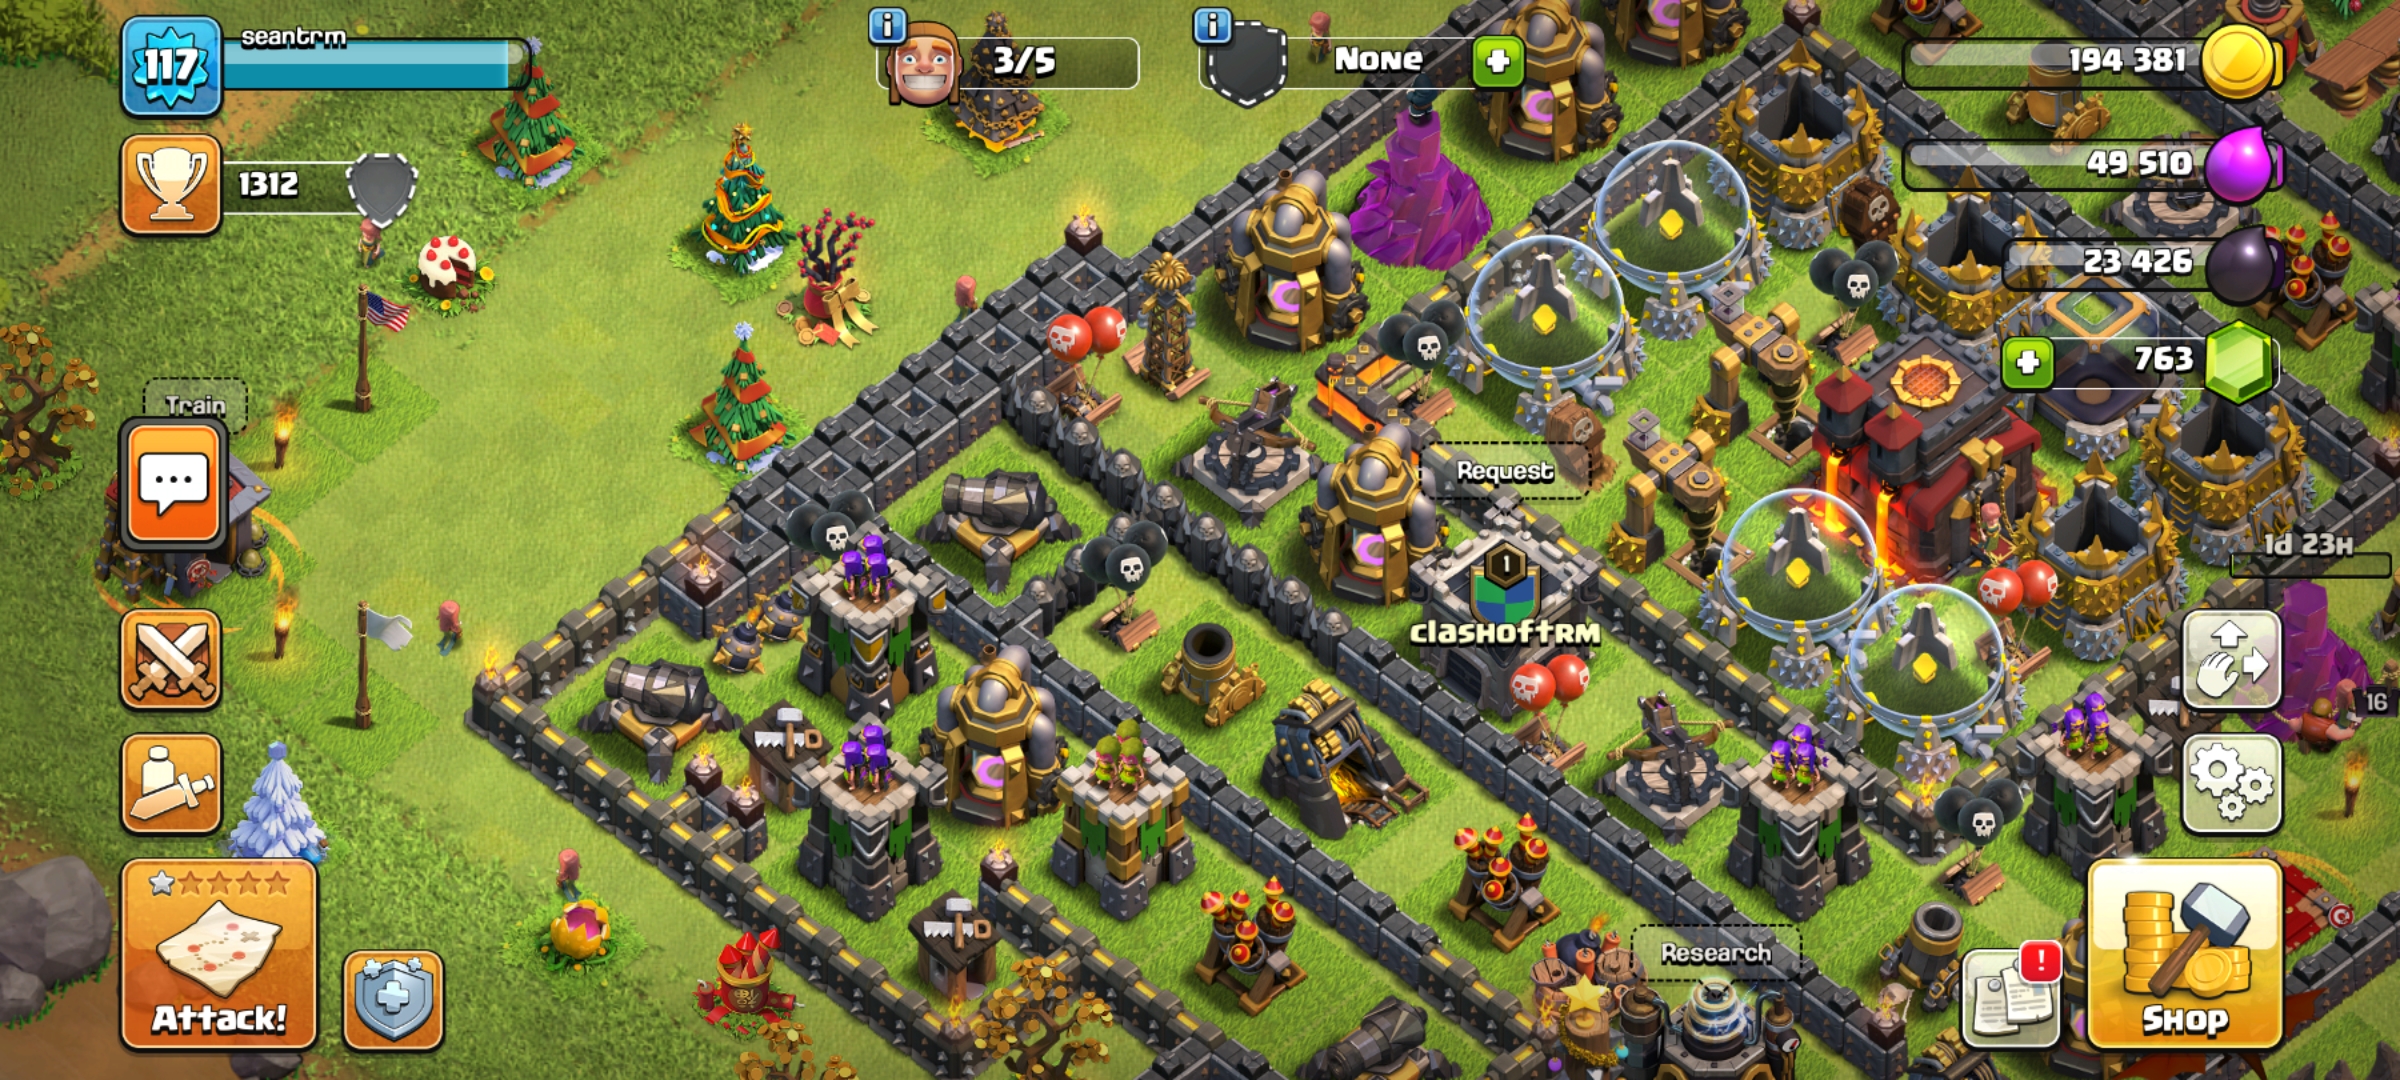 117
seantrm
3/5
None
194 381
1312
49 510
23 426
763
Train
Request
1
clashoftrm
1d 23h
16
Research
!
Attack!
Shop